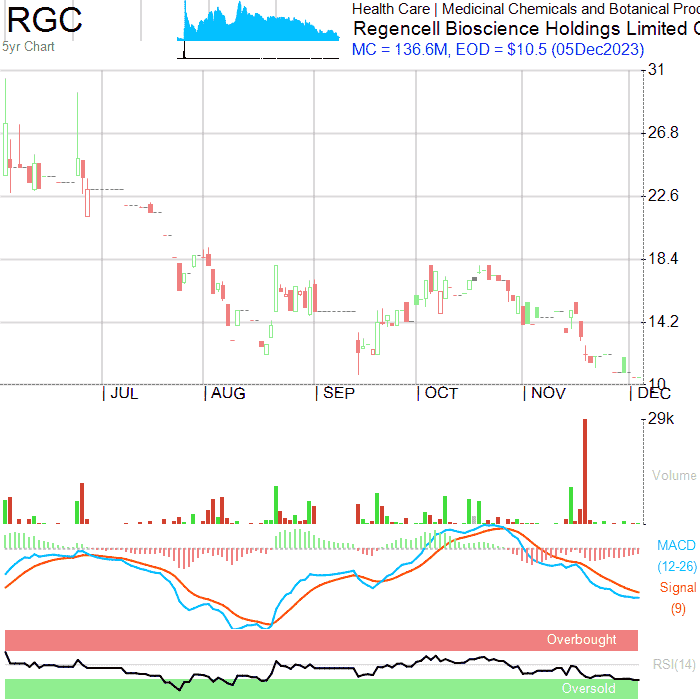 RGC
5yr Chart
Health Care | Medicinal Chemicals and Botanical Prod
Regencell Bioscience Holdings Limited
MC = 136.6M, EOD = $10.5 (05Dec2023)
31
26.8
22.6
18.4
14.2
10
| JUL | AUG | SEP | OCT | NOV | DEC
29k
Volume
MACD
(12-26)
Signal
(9)
Overbought
RSI(14)
Oversold